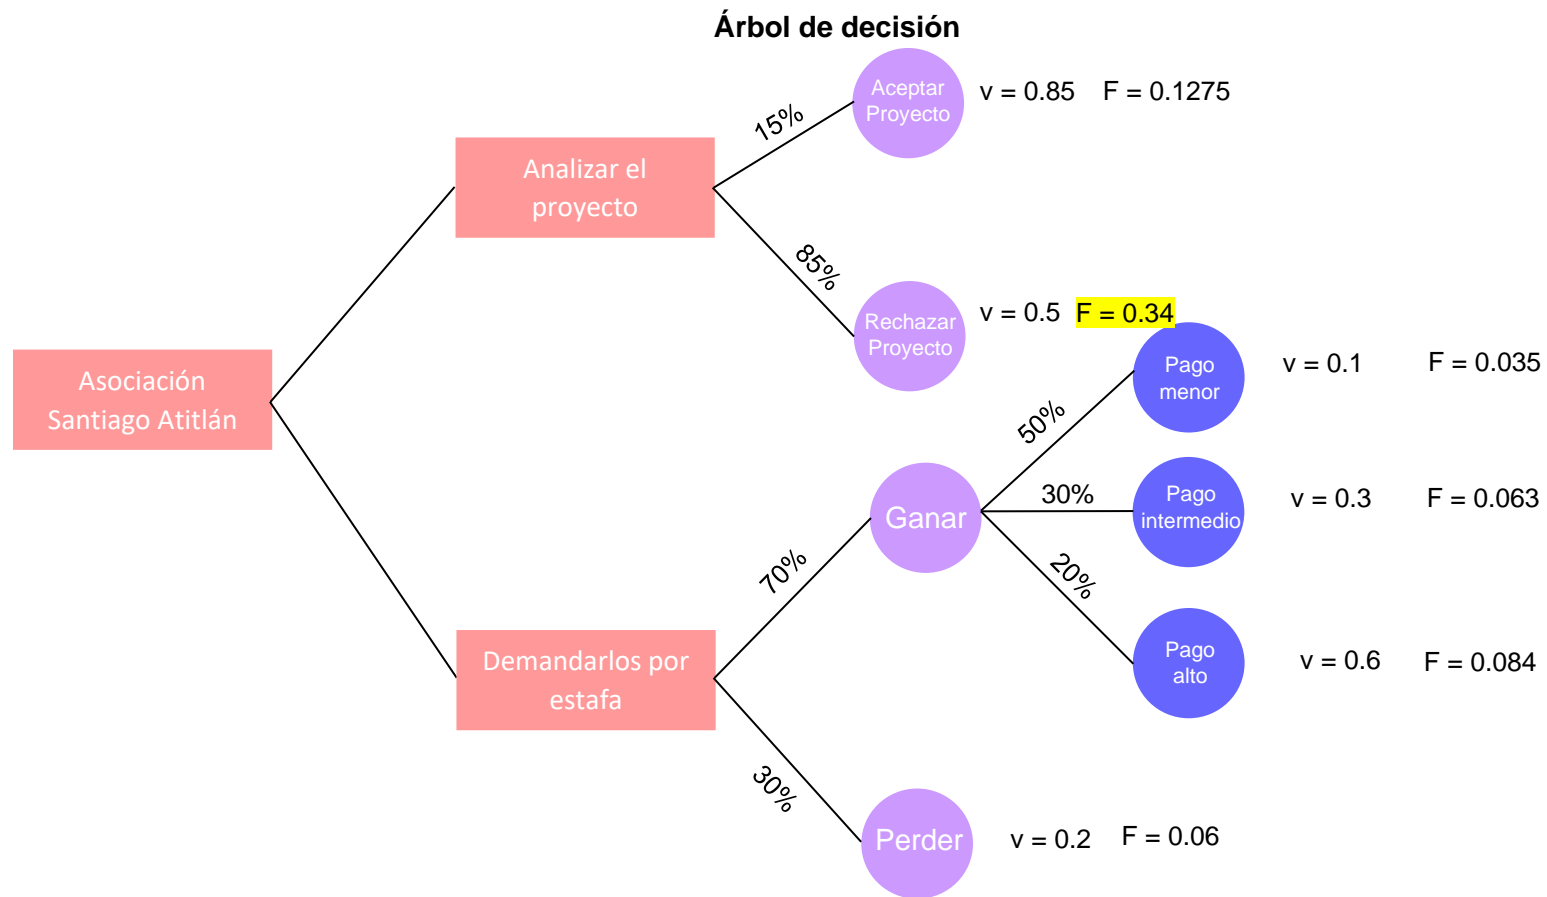 Árbol de decisión
Aceptar
Proyecto
v = 0.85 F = 0.1275
15%
Analizar el
proyecto
85%
Rechazar
Proyecto
v = 0.5 F = 0.34
Asociación
Santiago Atitlán
Pago
menor
v = 0.1 F = 0.035
50%
Ganar
30%
Pago
intermedio
v = 0.3 F = 0.063
70%
20%
Pago
alto
v = 0.6 F = 0.084
Demandarlos por
estafa
30%
Perder
v = 0.2 F = 0.06